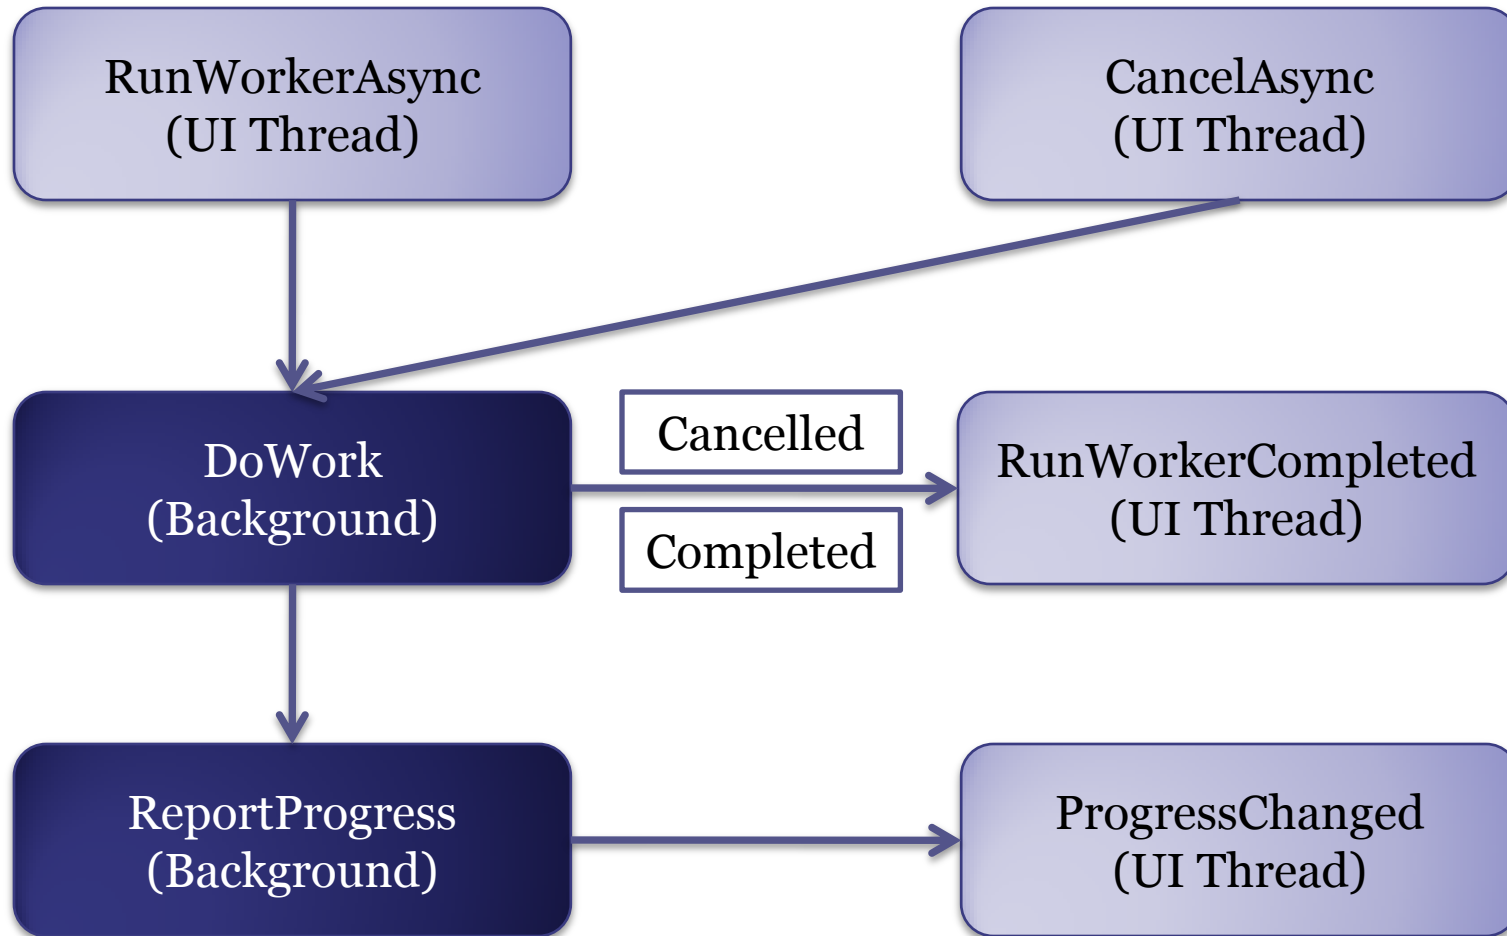 RunWorkerAsync
(UI Thread)
CancelAsync
(UI Thread)
DoWork
(Background)
Cancelled
Completed
RunWorkerCompleted
(UI Thread)
ReportProgress
(Background)
ProgressChanged
(UI Thread)